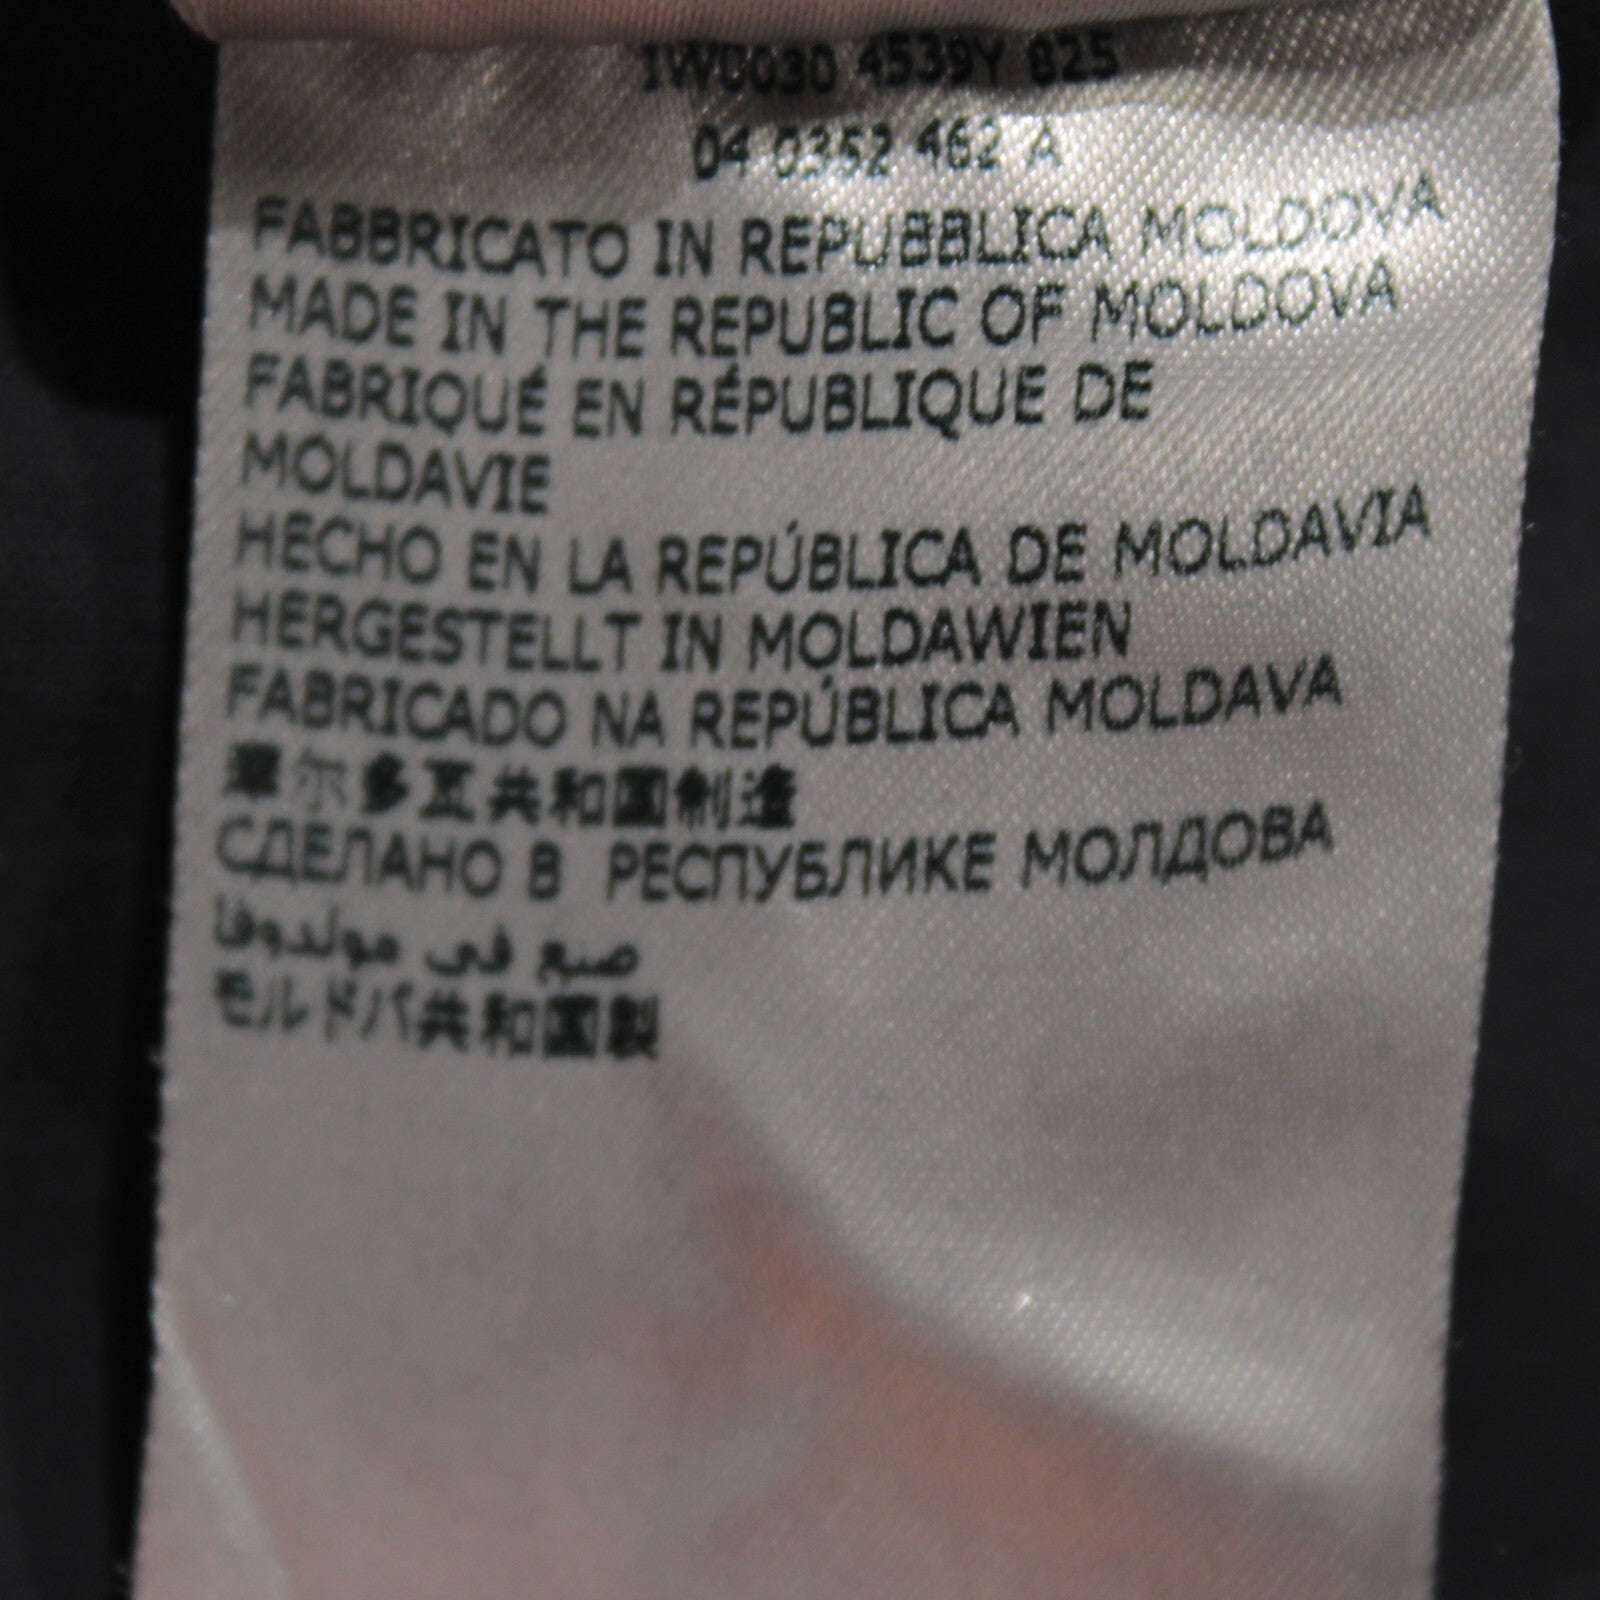 1W0030 4539Y 825
04 0352 462 A
FABBRICATO IN REPUBBLICA MOLDOVA
MADE IN THE REPUBLIC OF MOLDOVA
FABRIQUÉ EN RÉPUBLIQUE DE
MOLDAVIE
HECHO EN LA REPÚBLICA DE MOLDAVIA
HERGESTELLT IN MOLDAWIEN
FABRICADO NA REPÚBLICA MOLDAVA
摩尔多瓦共和国制造
СДЕЛАНО В РЕСПУБЛИКЕ МОЛДОВА
صنع في مولدوفا
モルドバ共和国製